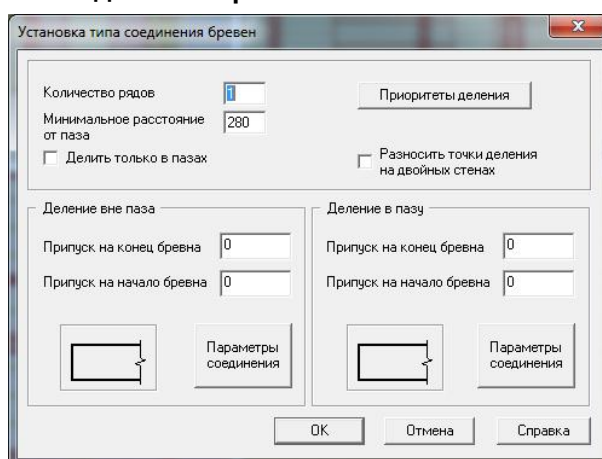 Установка типа соединения бревен
Количество рядов 1
Приоритеты деления
Минимальное расстояние
от паза 280
Делить только в пазах
Разносить точки деления
на двойных стенах
Деление вне паза
Припуск на конец бревна 0
Припуск на начало бревна 0
Параметры
соединения
Деление в пазу
Припуск на конец бревна 0
Припуск на начало бревна 0
Параметры
соединения
OK
Отмена
Справка